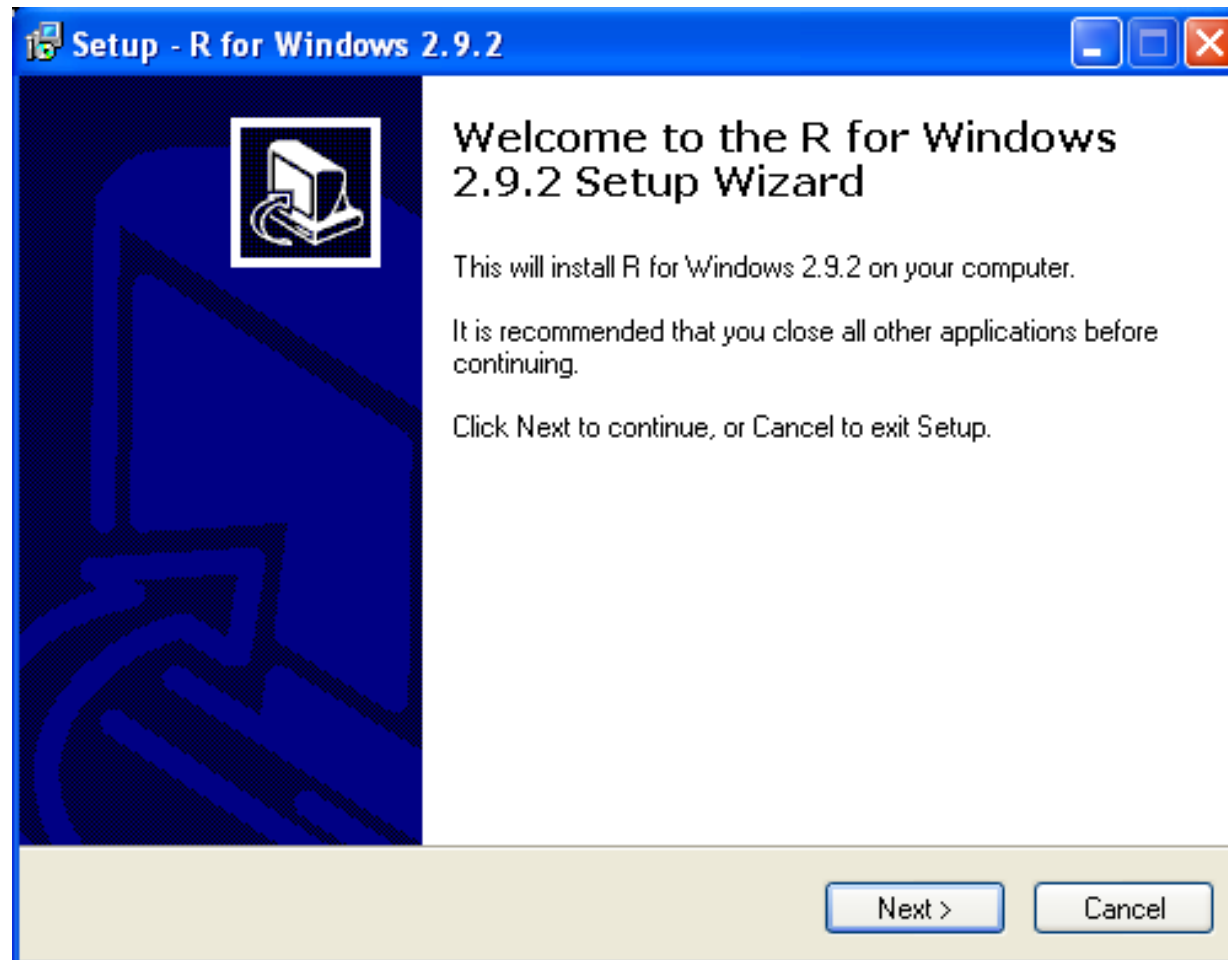 Setup - R for Windows 2.9.2
Welcome to the R for Windows
2.9.2 Setup Wizard
This will install R for Windows 2.9.2 on your computer.
It is recommended that you close all other applications before
continuing.
Click Next to continue, or Cancel to exit Setup.
Next >
Cancel